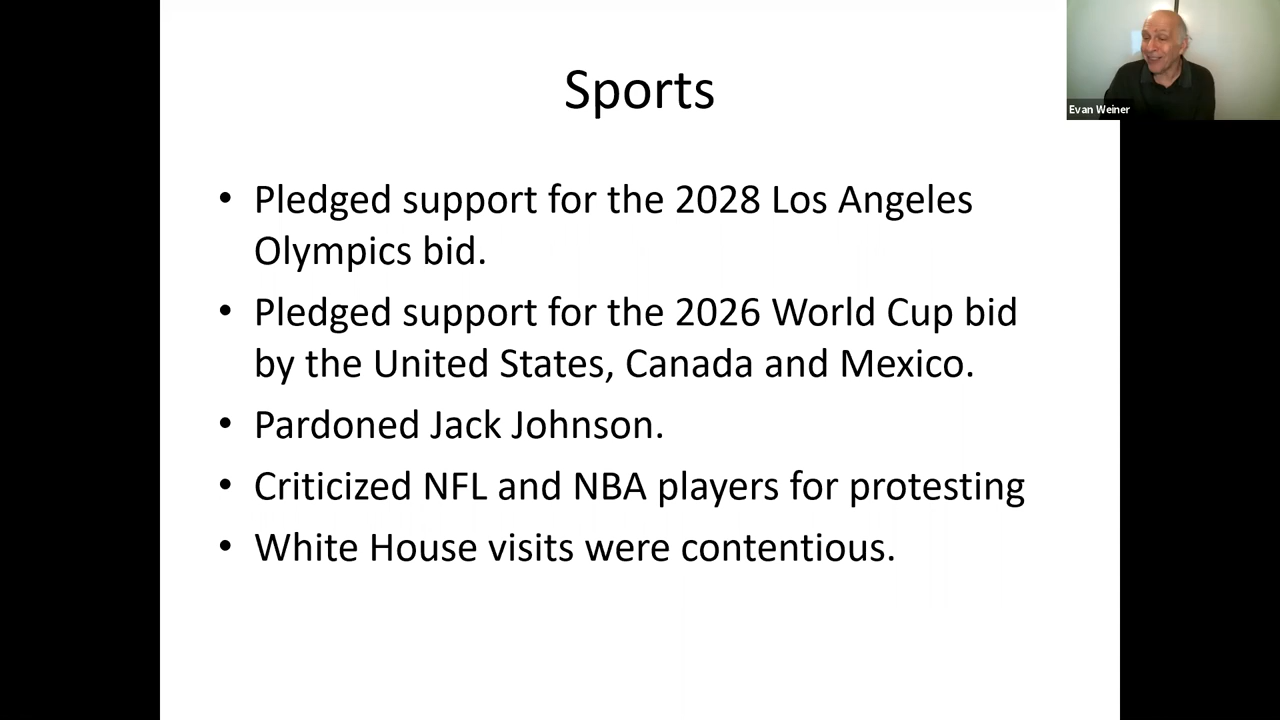 Sports
• Pledged support for the 2028 Los Angeles
Olympics bid.
• Pledged support for the 2026 World Cup bid
by the United States, Canada and Mexico.
• Pardoned Jack Johnson.
• Criticized NFL and NBA players for protesting
• White House visits were contentious.
Evan Weiner